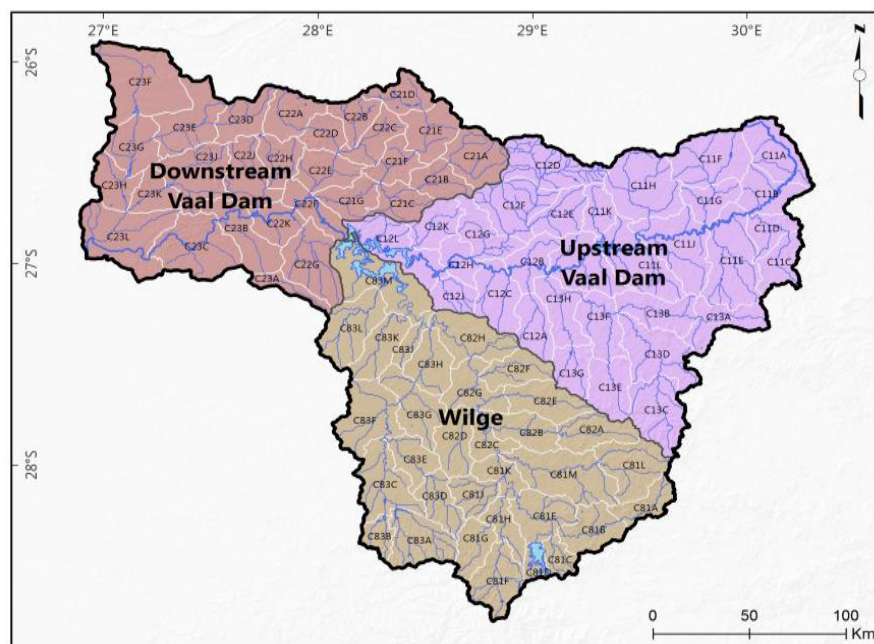 27°E
28°E
29°E
30°E
26°S
27°S
28°S
z
C23F
C21D
C23E
C23D
C22A
C22B
C22C
C22D
C21E
C23G
C23J
C22J
C22H
C22E
C21F
C21A
C21B
C23H
C23K
C22F
C21G
C21C
C23L
C23C
C23B
C22K
C22G
C23A
Downstream
Vaal Dam
C12D
C11H
C11F
C11A
C12F
C12E
C11K
C11G
C11B
C12L
C12K
C12G
C11J
C11D
C12H
C12B
C11L
C11E
C11C
C12J
C12C
C13H
C13F
C13B
C13A
C12A
C13D
C13G
C13E
C13C
Upstream
Vaal Dam
C83M
C83L
C83K
C83J
C82H
C83H
C82F
C82G
C82E
C83F
C83G
C82D
C82B
C82A
C82C
C83E
C81K
C81M
C81L
C83C
C83D
C81J
C81A
C81H
C81E
C81B
C83B
C83A
C81G
C81C
C81D
C81F
Wilge
0 50 100
Km